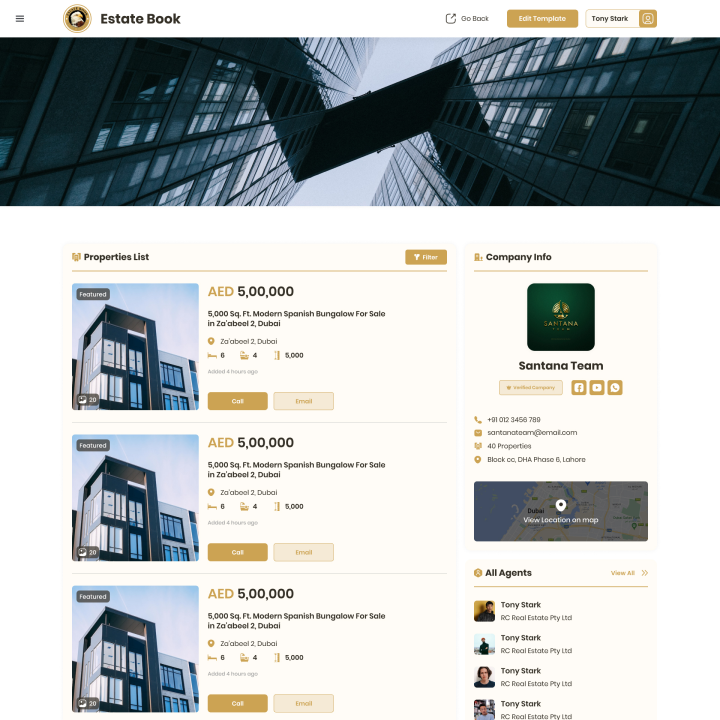 Estate Book
Go Back
Edit Template
Tony Stark
Properties List
Filter
Featured
20
AED 5,00,000
5,000 Sq. Ft. Modern Spanish Bungalow For Sale
in Za'abeel 2, Dubai
Za'abeel 2, Dubai
6 4 5,000
Added 4 hours ago
Call
Email
Featured
20
AED 5,00,000
5,000 Sq. Ft. Modern Spanish Bungalow For Sale
in Za'abeel 2, Dubai
Za'abeel 2, Dubai
6 4 5,000
Added 4 hours ago
Call
Email
Featured
20
AED 5,00,000
5,000 Sq. Ft. Modern Spanish Bungalow For Sale
in Za'abeel 2, Dubai
Za'abeel 2, Dubai
6 4 5,000
Added 4 hours ago
Call
Email
Company Info
SANTANA
TEAM
Santana Team
Verified Company
+91 012 3456 789
santanateam@email.com
40 Properties
Block cc, DHA Phase 6, Lahore
Dubai
View Location on map
All Agents
View All
Tony Stark
RC Real Estate Pty Ltd
Tony Stark
RC Real Estate Pty Ltd
Tony Stark
RC Real Estate Pty Ltd
Tony Stark
RC Real Estate Pty Ltd